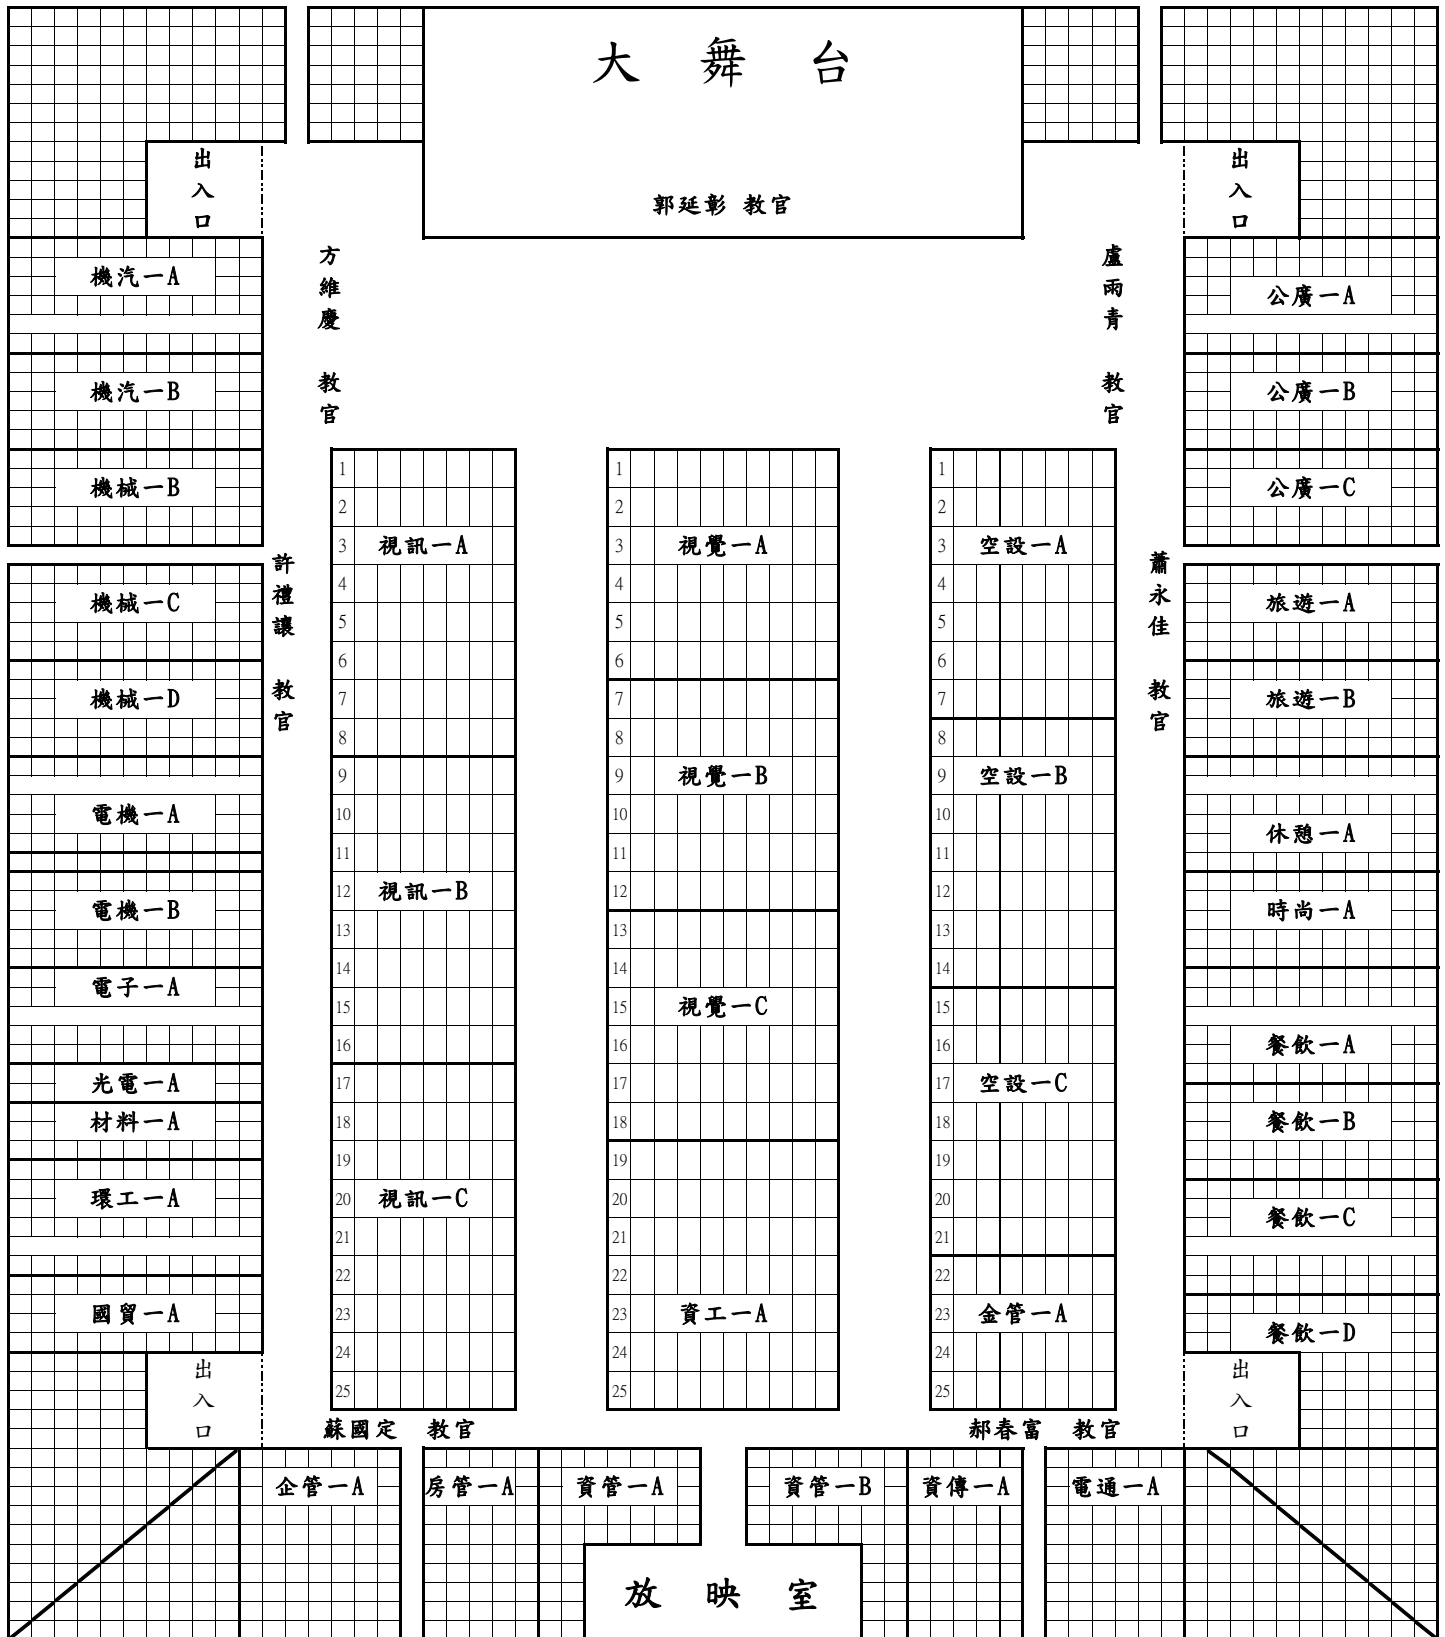 大 舞 台
郭延彰 教官
出入口
出入口
方維慶 教官
盧雨青 教官
機汽一A
機汽一B
機械一B
機械一C
機械一D
電機一A
電機一B
電子一A
光電一A
材料一A
環工一A
國貿一A
出入口
許禮讓 教官
1
2
3 視訊一A
4
5
6
7
8
9
10
11
12 視訊一B
13
14
15
16
17
18
19
20 視訊一C
21
22
23
24
25
1
2
3 視覺一A
4
5
6
7
8
9 視覺一B
10
11
12
13
14
15 視覺一C
16
17
18
19
20
21
22
23 資工一A
24
25
1
2
3 空設一A
4
5
6
7
8
9 空設一B
10
11
12
13
14
15
16
17 空設一C
18
19
20
21
22
23 金管一A
24
25
蕭永佳 教官
公廣一A
公廣一B
公廣一C
旅遊一A
旅遊一B
休憩一A
時尚一A
餐飲一A
餐飲一B
餐飲一C
餐飲一D
出入口
蘇國定 教官
郝春富 教官
企管一A
房管一A
資管一A
資管一B
資傳一A
電通一A
放 映 室